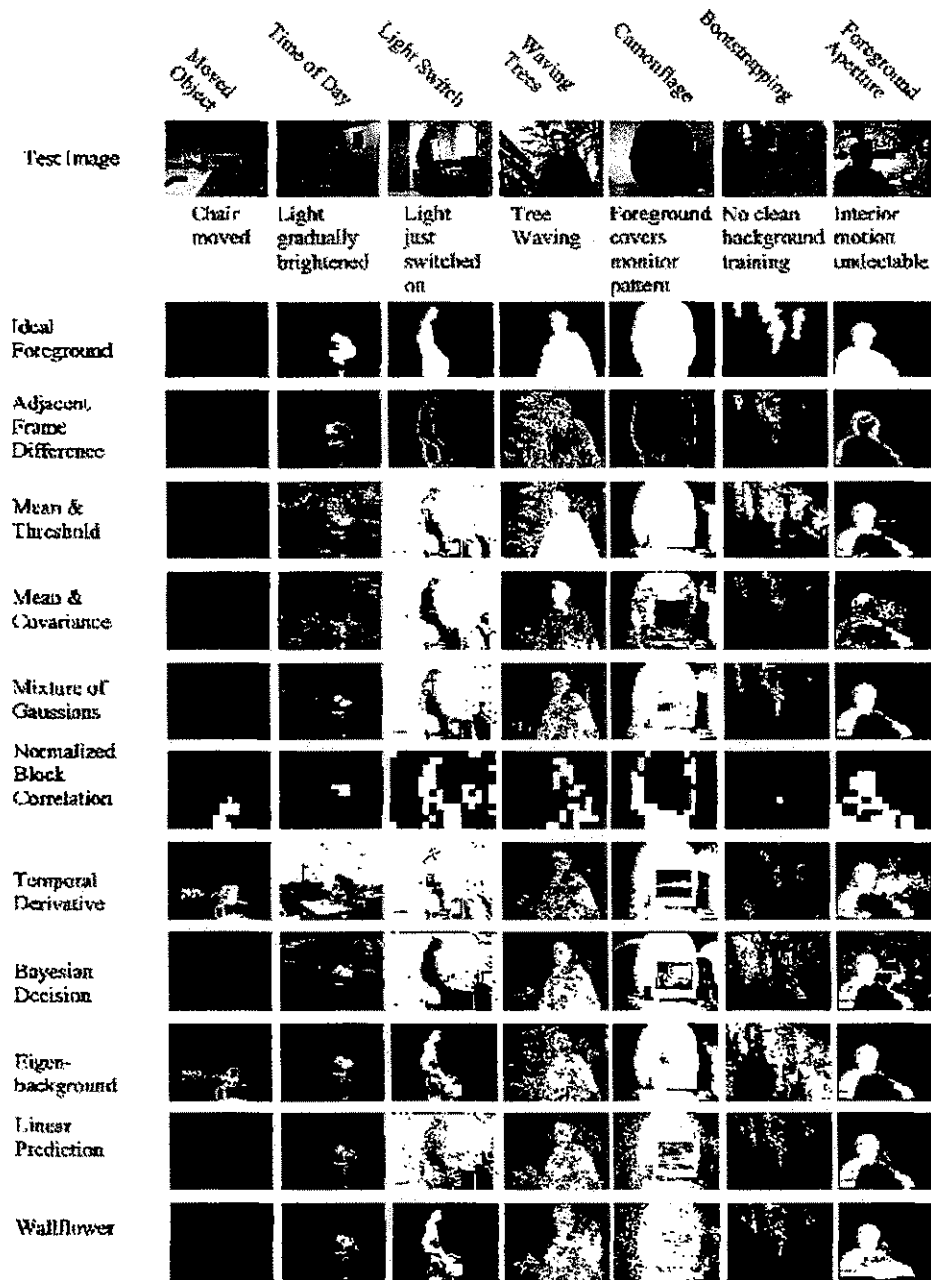 Moved
Object
Time of Day
Light Switch
Waving
Trees
Camouflage
Bootstrapping
Foreground
Aperture
Test Image
Chair
moved
Light
gradually
brightened
Light
just
switched
on
Tree
Waving
Foreground
covers
monitor
pattern
No clean
background
training
Interior
motion
undectable
Ideal
Foreground
Adjacent
Frame
Difference
Mean &
Threshold
Mean &
Covariance
Mixture of
Gaussians
Normalized
Block
Correlation
Temporal
Derivative
Bayesian
Decision
Eigen-
background
Linear
Prediction
Wallflower